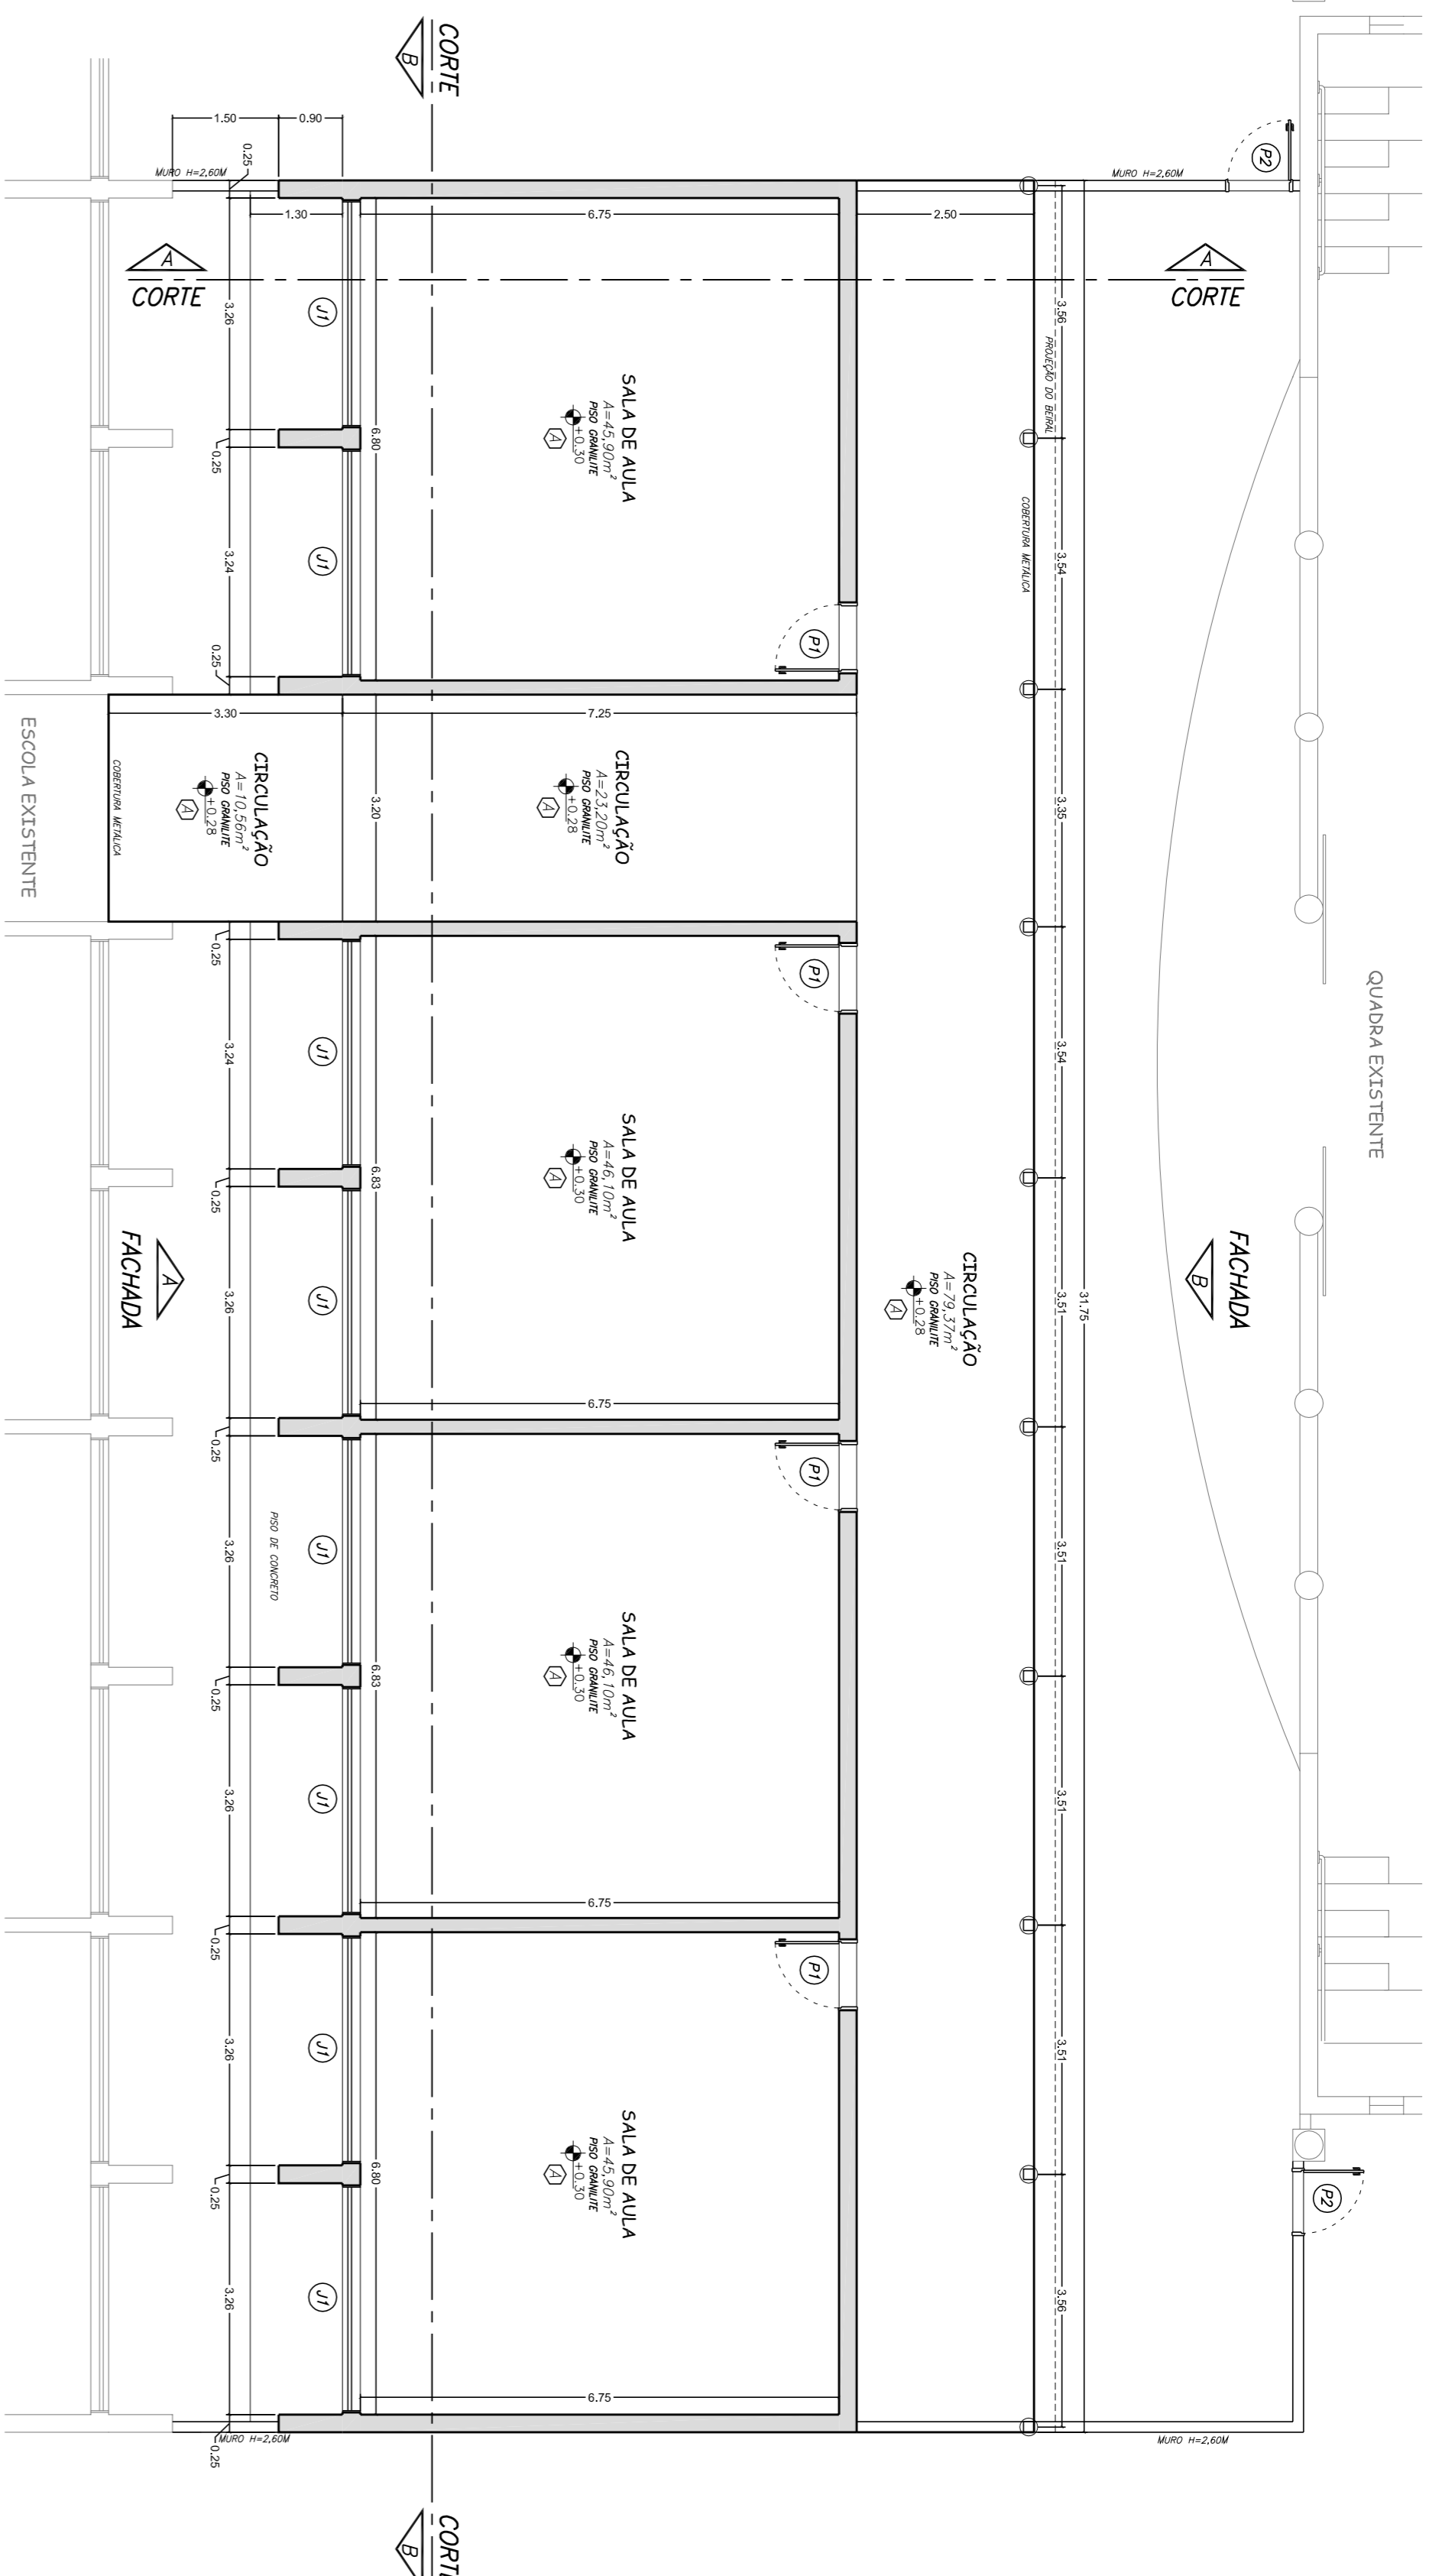 CORTE
B
1.50
0.90
0.25
MURO H=2,60M
MURO H=2,60M
P2
1.30
6.75
2.50
A
CORTE
A
CORTE
3.26
J1
3.56
PROJEÇÃO DO BEIRAL
SALA DE AULA
A=45,90m²
PISO GRANILITE
+0.30
A
6.80
0.25
COBERTURA METÁLICA
3.24
J1
3.54
P1
0.25
ESCOLA EXISTENTE
3.30
7.25
COBERTURA METÁLICA
CIRCULAÇÃO
A=10,56m²
PISO GRANILITE
+0.28
A
3.20
CIRCULAÇÃO
A=23,20m²
PISO GRANILITE
+0.28
A
3.35
0.25
P1
QUADRA EXISTENTE
3.24
J1
3.54
SALA DE AULA
A=46,10m²
PISO GRANILITE
+0.30
A
6.83
0.25
FACHADA
A
FACHADA
B
3.26
J1
CIRCULAÇÃO
A=79,37m²
PISO GRANILITE
+0.28
A
3.51
31.75
6.75
0.25
P1
PISO DE CONCRETO
3.26
J1
3.51
SALA DE AULA
A=46,10m²
PISO GRANILITE
+0.30
A
6.83
0.25
3.26
J1
3.51
6.75
0.25
P1
3.26
J1
3.51
SALA DE AULA
A=45,90m²
PISO GRANILITE
+0.30
A
6.80
0.25
P2
3.26
J1
3.56
6.75
0.25
MURO H=2,60M
MURO H=2,60M
CORTE
B